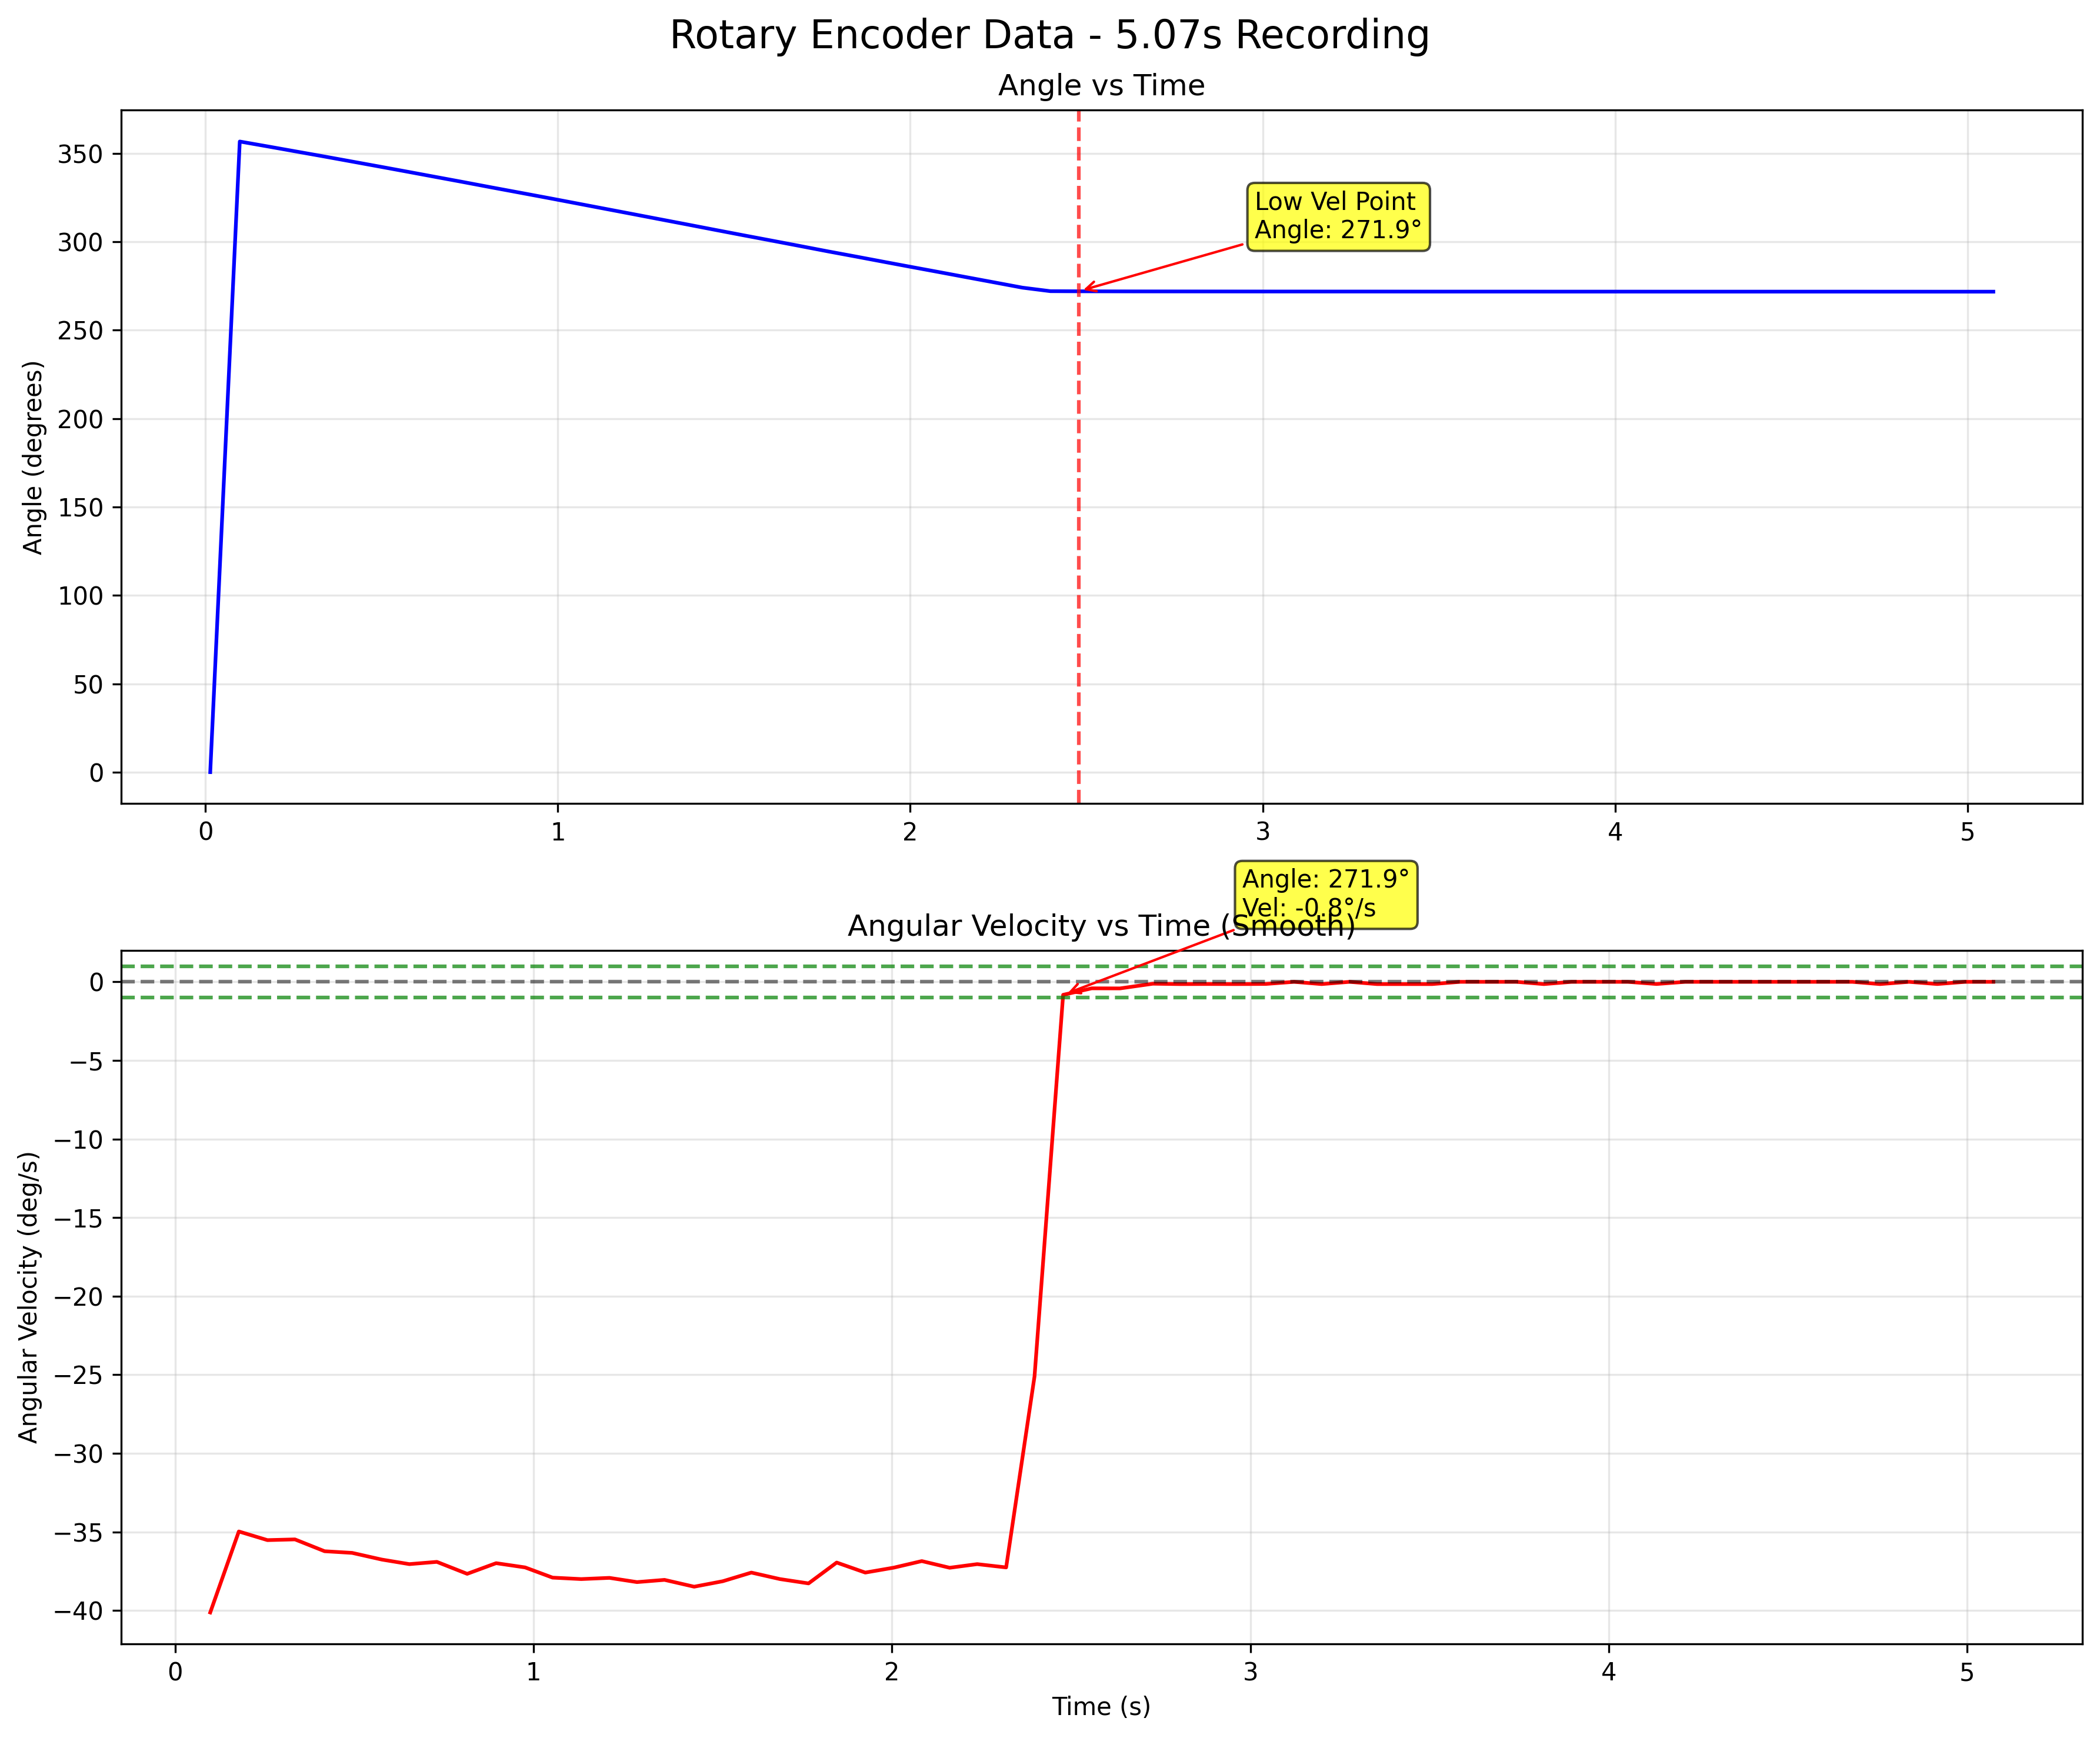 Rotary Encoder Data - 5.07s Recording
Angle vs Time
Angle (degrees)
350
300
250
200
150
100
50
0
Low Vel Point
Angle: 271.9°
0 1 2 3 4 5
Angle: 271.9°
Vel: -0.8°/s
Angular Velocity vs Time (Smooth)
Angular Velocity (deg/s)
0
−5
−10
−15
−20
−25
−30
−35
−40
0 1 2 3 4 5
Time (s)